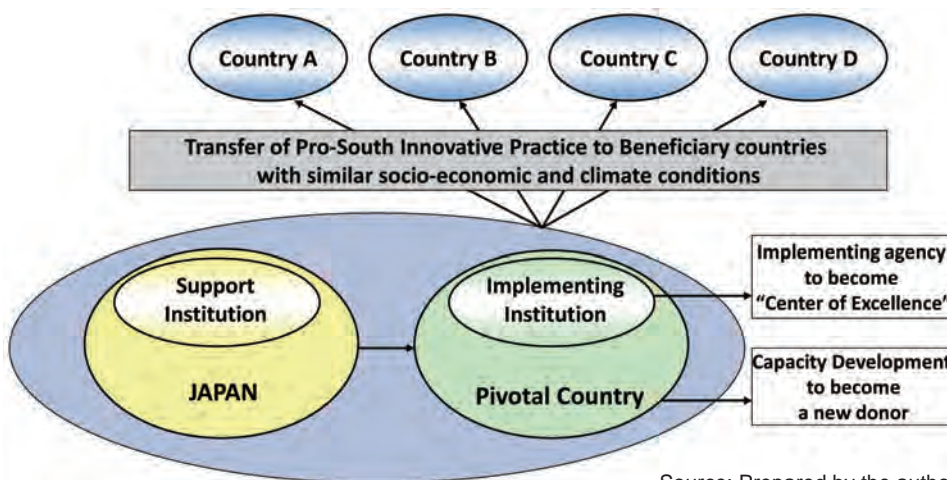 Country A
Country B
Country C
Country D
Transfer of Pro-South Innovative Practice to Beneficiary countries
with similar socio-economic and climate conditions
Support
Institution
JAPAN
Implementing
Institution
Pivotal Country
Implementing agency
to become
“Center of Excellence”
Capacity Development
to become
a new donor
Source: Prepared by the autho